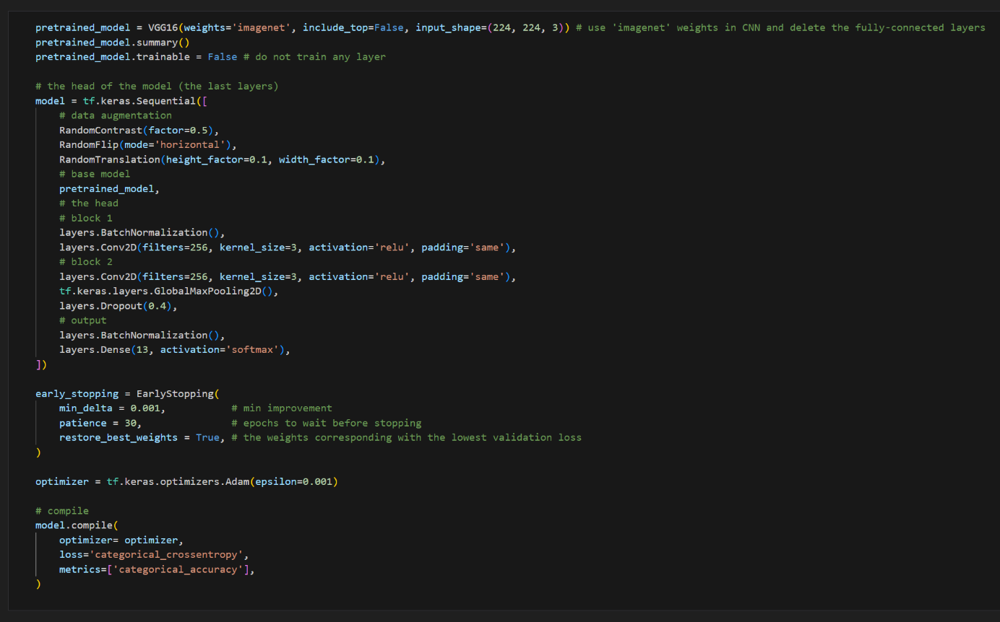 pretrained_model = VGG16(weights='imagenet', include_top=False, input_shape=(224, 224, 3)) # use 'imagenet' weights in CNN and delete the fully-connected layers
pretrained_model.summary()
pretrained_model.trainable = False # do not train any layer

# the head of the model (the last layers)
model = tf.keras.Sequential([
    # data augmentation
    RandomContrast(factor=0.5),
    RandomFlip(mode='horizontal'),
    RandomTranslation(height_factor=0.1, width_factor=0.1),
    # base model
    pretrained_model,
    # the head
    # block 1
    layers.BatchNormalization(),
    layers.Conv2D(filters=256, kernel_size=3, activation='relu', padding='same'),
    # block 2
    layers.Conv2D(filters=256, kernel_size=3, activation='relu', padding='same'),
    tf.keras.layers.GlobalMaxPooling2D(),
    layers.Dropout(0.4),
    # output
    layers.BatchNormalization(),
    layers.Dense(13, activation='softmax'),
])

early_stopping = EarlyStopping(
    min_delta = 0.001,           # min improvement
    patience = 30,               # epochs to wait before stopping
    restore_best_weights = True, # the weights corresponding with the lowest validation loss
)

optimizer = tf.keras.optimizers.Adam(epsilon=0.001)

# compile
model.compile(
    optimizer= optimizer,
    loss='categorical_crossentropy',
    metrics=['categorical_accuracy'],
)